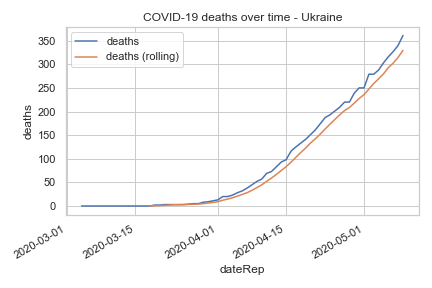 COVID-19 deaths over time - Ukraine
deaths
deaths (rolling)
350
300
250
200
150
100
50
0
deaths
2020-03-01
2020-03-15
2020-04-01
2020-04-15
2020-05-01
dateRep